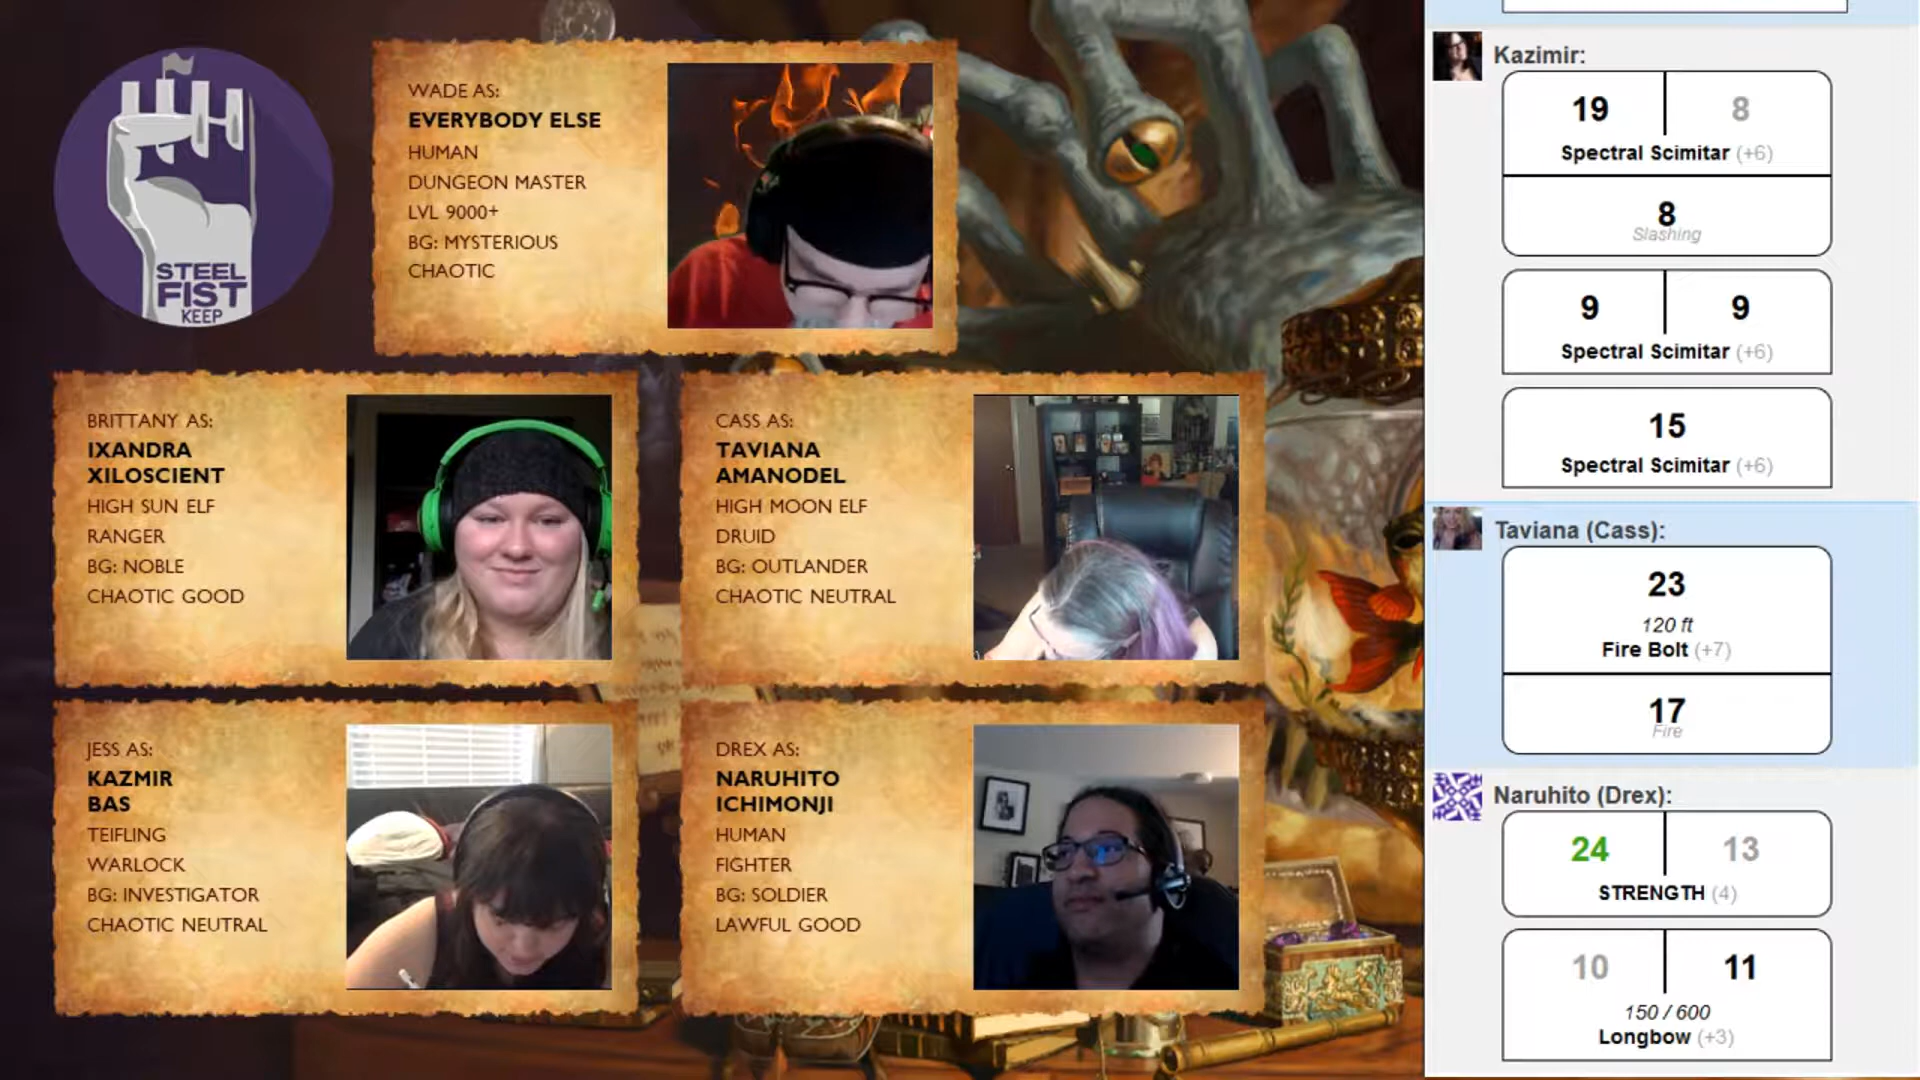 STEEL
FIST
KEEP
WADE AS:
EVERYBODY ELSE
HUMAN
DUNGEON MASTER
LVL 9000+
BG: MYSTERIOUS
CHAOTIC
BRITTANY AS:
IXANDRA
XILOSCIENT
HIGH SUN ELF
RANGER
BG: NOBLE
CHAOTIC GOOD
CASS AS:
TAVIANA
AMANODEL
HIGH MOON ELF
DRUID
BG: OUTLANDER
CHAOTIC NEUTRAL
JESS AS:
KAZMIR
BAS
TEIFLING
WARLOCK
BG: INVESTIGATOR
CHAOTIC NEUTRAL
DREX AS:
NARUHITO
ICHIMONJI
HUMAN
FIGHTER
BG: SOLDIER
LAWFUL GOOD
Kazimir:
19 8
Spectral Scimitar (+6)
8
Slashing
9 9
Spectral Scimitar (+6)
15
Spectral Scimitar (+6)
Taviana (Cass):
23
120 ft
Fire Bolt (+7)
17
Fire
Naruhito (Drex):
24 13
STRENGTH (4)
10 11
150 / 600
Longbow (+3)